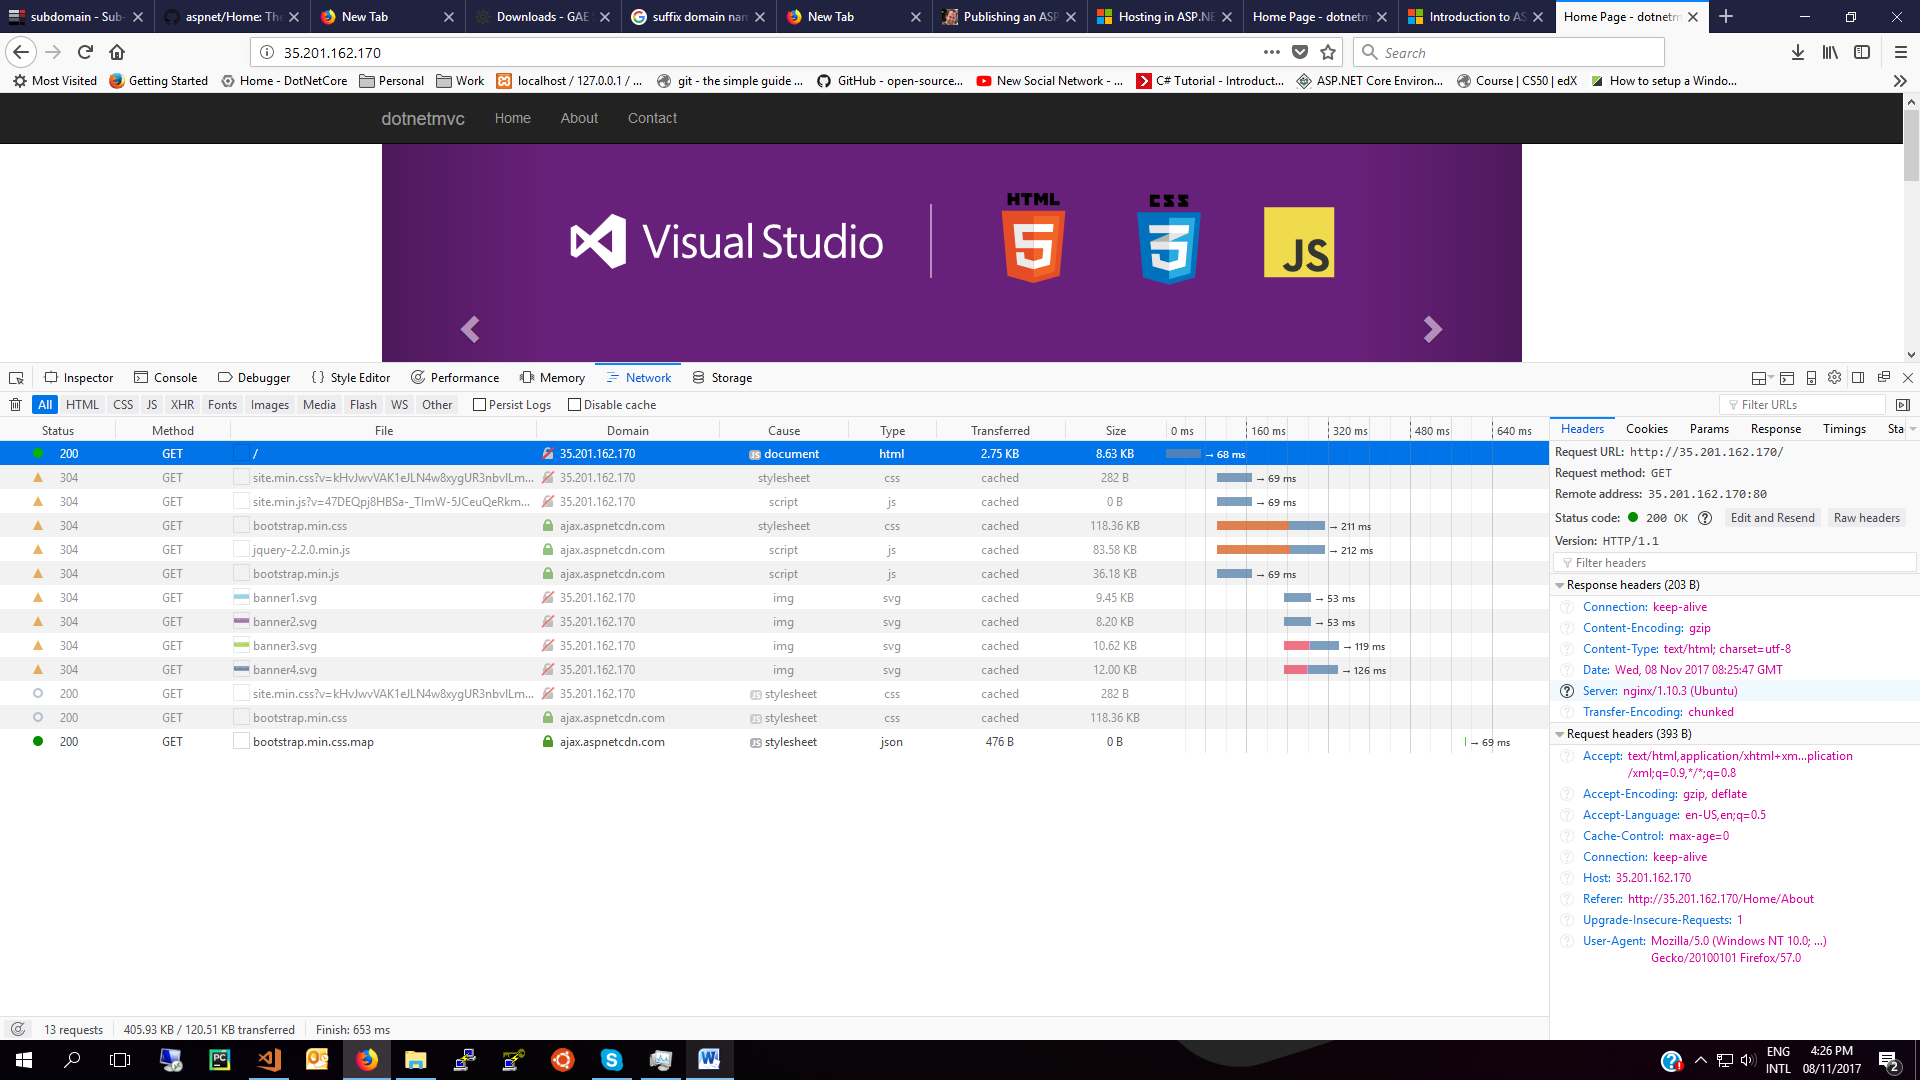 subdomain - Sub-
aspnet/Home: The
New Tab
Downloads - GAE
suffix domain nam
New Tab
Publishing an ASP
Hosting in ASP.NE
Home Page - dotnetm
Introduction to AS
Home Page - dotnetm
35.201.162.170
Search
Most Visited
Getting Started
Home - DotNetCore
Personal
Work
localhost / 127.0.0.1 / ...
git - the simple guide ...
GitHub - open-source...
New Social Network - ...
C# Tutorial - Introduct...
ASP.NET Core Environ...
Course | CS50 | edX
How to setup a Windo...
dotnetmvc Home About Contact
Visual Studio
HTML 5
CSS 3
JS
Inspector Console Debugger Style Editor Performance Memory Network Storage
All HTML CSS JS XHR Fonts Images Media Flash WS Other Persist Logs Disable cache Filter URLs
Status Method File Domain Cause Type Transferred Size 0 ms 160 ms 320 ms 480 ms 640 ms
200 GET / 35.201.162.170 JS document html 2.75 KB 8.63 KB → 68 ms
304 GET site.min.css?v=kHvJwvVAK1eJLN4w8xygUR3nbvlLm... 35.201.162.170 stylesheet css cached 282 B → 69 ms
304 GET site.min.js?v=47DEQpj8HBSa-_TImW-5JCeuQeRkm... 35.201.162.170 script js cached 0 B → 69 ms
304 GET bootstrap.min.css ajax.aspnetcdn.com stylesheet css cached 118.36 KB → 211 ms
304 GET jquery-2.2.0.min.js ajax.aspnetcdn.com script js cached 83.58 KB → 212 ms
304 GET bootstrap.min.js ajax.aspnetcdn.com script js cached 36.18 KB → 69 ms
304 GET banner1.svg 35.201.162.170 img svg cached 9.45 KB → 53 ms
304 GET banner2.svg 35.201.162.170 img svg cached 8.20 KB → 53 ms
304 GET banner3.svg 35.201.162.170 img svg cached 10.62 KB → 119 ms
304 GET banner4.svg 35.201.162.170 img svg cached 12.00 KB → 126 ms
200 GET site.min.css?v=kHvJwvVAK1eJLN4w8xygUR3nbvlLm... 35.201.162.170 JS stylesheet css cached 282 B
200 GET bootstrap.min.css ajax.aspnetcdn.com JS stylesheet css cached 118.36 KB
200 GET bootstrap.min.css.map ajax.aspnetcdn.com JS stylesheet json 476 B 0 B → 69 ms
Headers Cookies Params Response Timings Sta
Request URL: http://35.201.162.170/
Request method: GET
Remote address: 35.201.162.170:80
Status code: 200 OK Edit and Resend Raw headers
Version: HTTP/1.1
Filter headers
Response headers (203 B)
Connection: keep-alive
Content-Encoding: gzip
Content-Type: text/html; charset=utf-8
Date: Wed, 08 Nov 2017 08:25:47 GMT
Server: nginx/1.10.3 (Ubuntu)
Transfer-Encoding: chunked
Request headers (393 B)
Accept: text/html,application/xhtml+xm...plication
/xml;q=0.9,*/*;q=0.8
Accept-Encoding: gzip, deflate
Accept-Language: en-US,en;q=0.5
Cache-Control: max-age=0
Connection: keep-alive
Host: 35.201.162.170
Referer: http://35.201.162.170/Home/About
Upgrade-Insecure-Requests: 1
User-Agent: Mozilla/5.0 (Windows NT 10.0; ...)
Gecko/20100101 Firefox/57.0
13 requests 405.93 KB / 120.51 KB transferred Finish: 653 ms
ENG
INTL
4:26 PM
08/11/2017
2